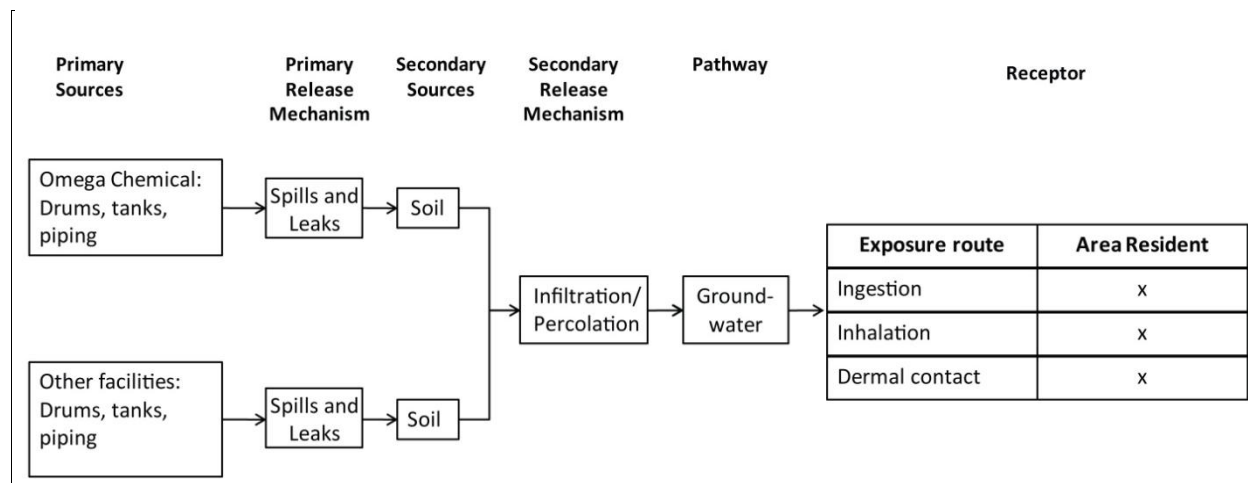 Primary
Sources
Primary
Release
Mechanism
Secondary
Sources
Secondary
Release
Mechanism
Pathway
Receptor
Omega Chemical:
Drums, tanks,
piping
Spills and
Leaks
Soil
Other facilities:
Drums, tanks,
piping
Spills and
Leaks
Soil
Infiltration/
Percolation
Ground-
water
Exposure route Area Resident
Ingestion x
Inhalation x
Dermal contact x